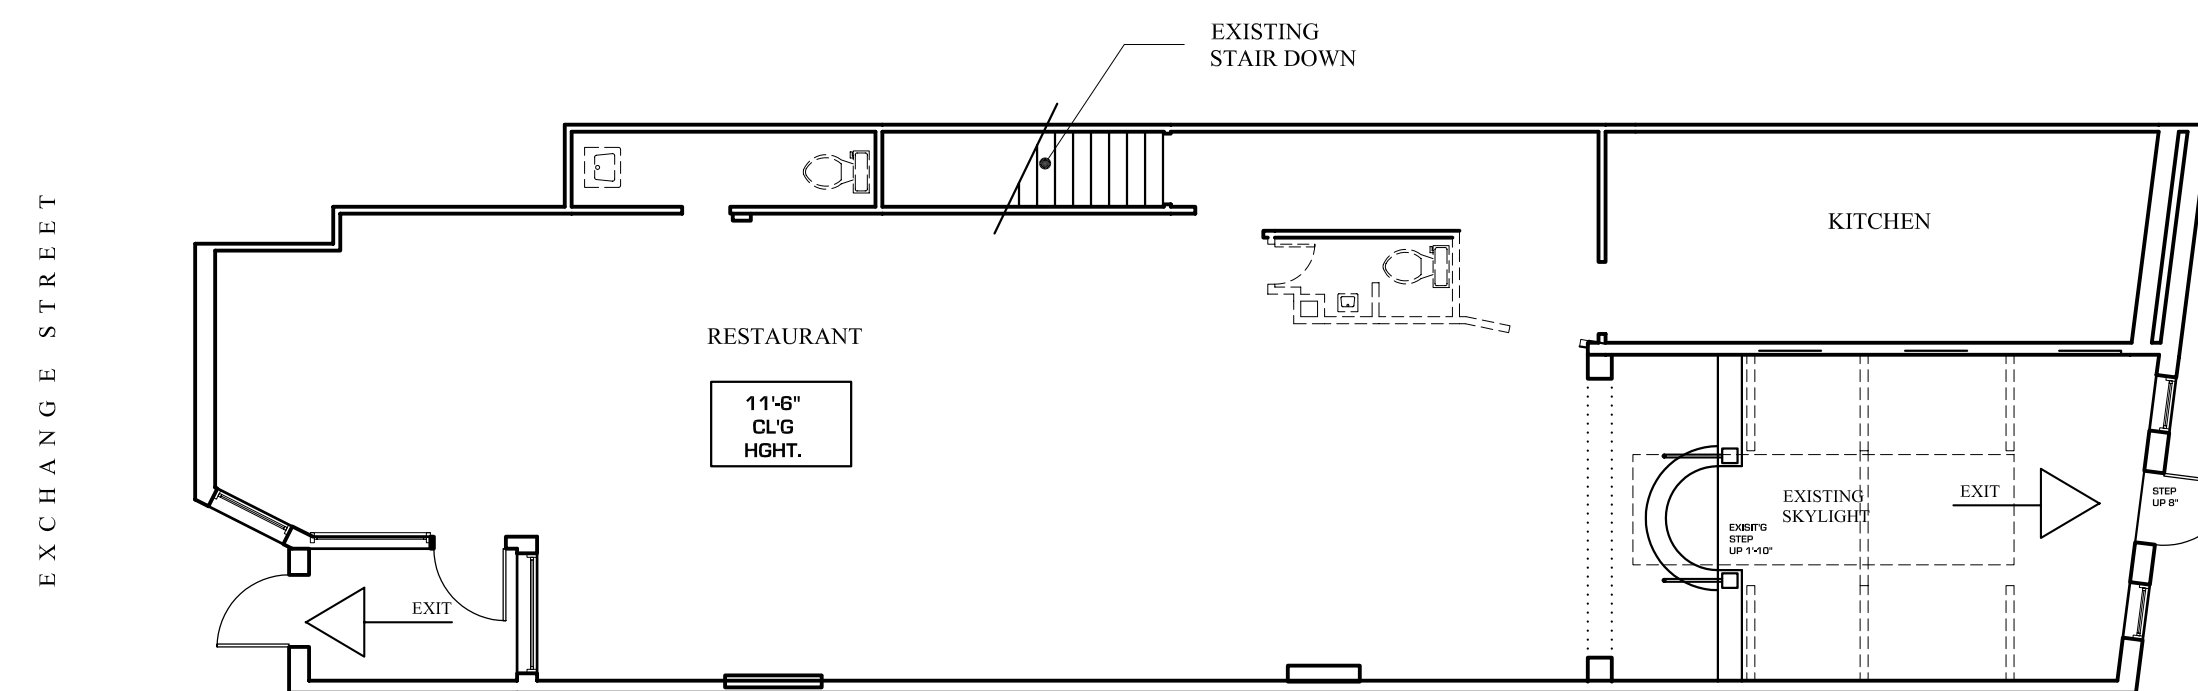 EXISTING
STAIR DOWN
EXCHANGE STREET
KITCHEN
RESTAURANT
11'-6"
CL'G
HGHT.
EXISTING
SKYLIGHT
EXIT
STEP
UP 8"
EXISIT'G
STEP
UP 1'-10"
EXIT